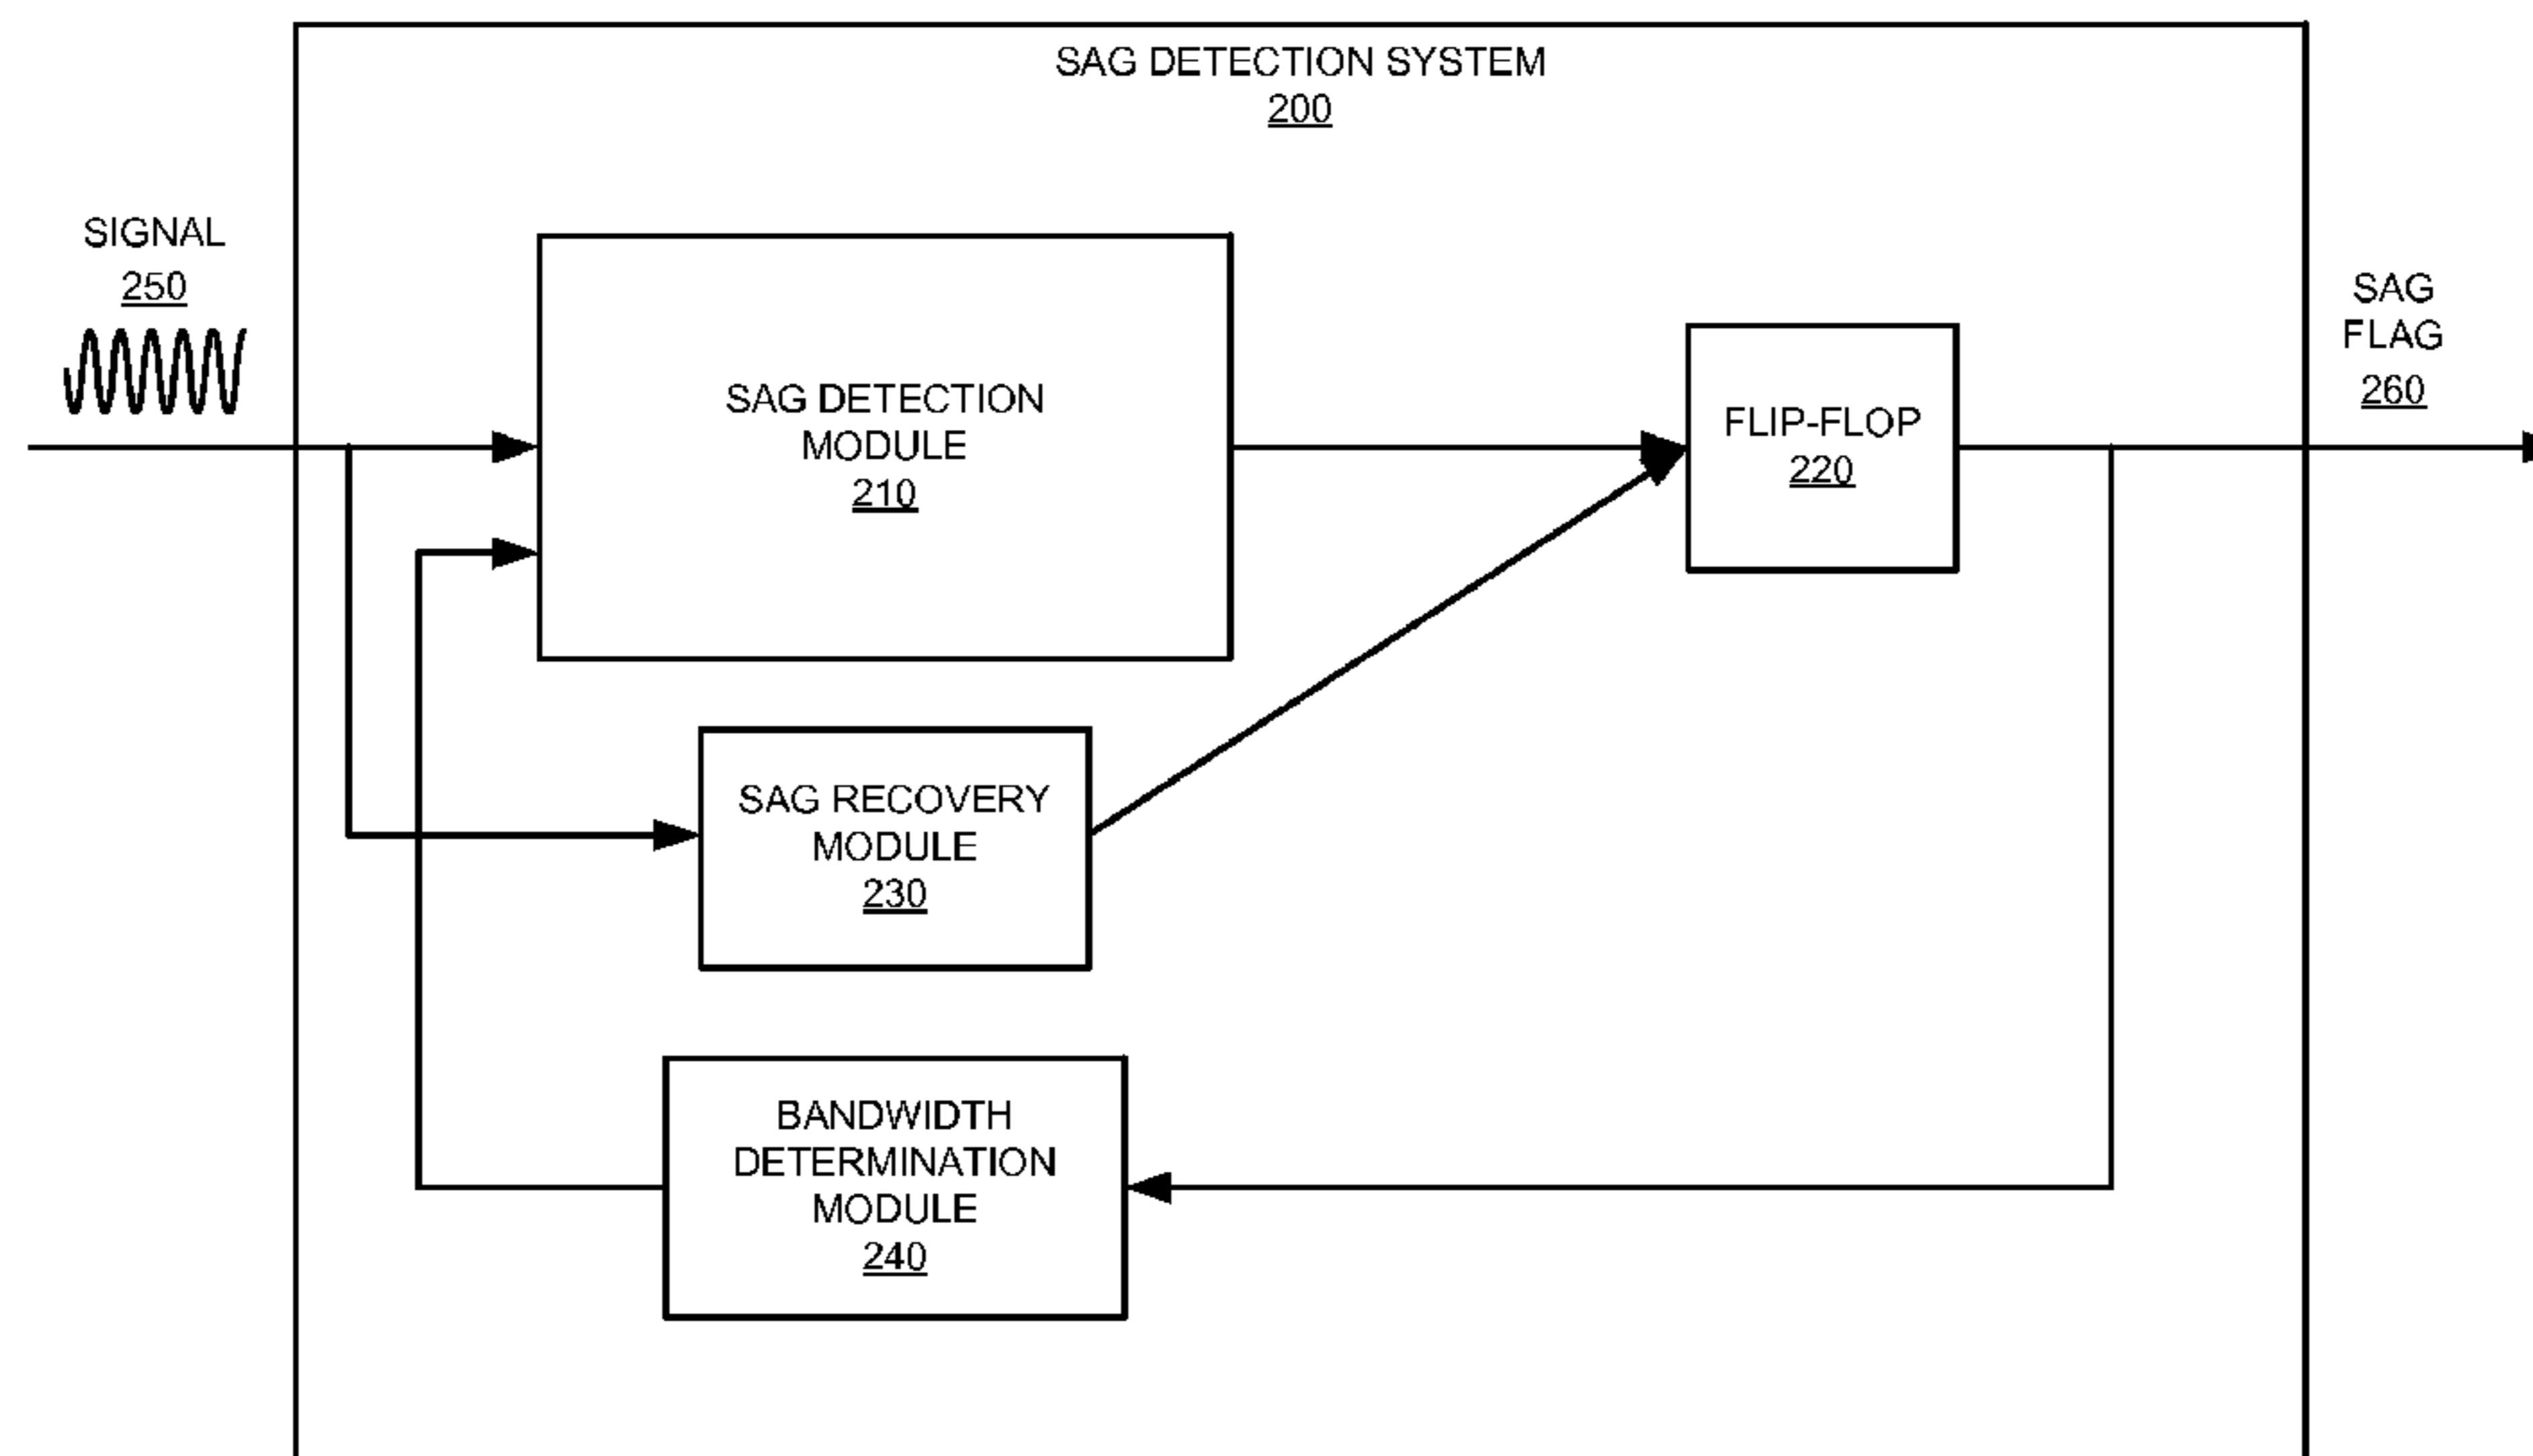 SAG DETECTION SYSTEM
200
SIGNAL
250
SAG DETECTION
MODULE
210
FLIP-FLOP
220
SAG
FLAG
260
SAG RECOVERY
MODULE
230
BANDWIDTH
DETERMINATION
MODULE
240